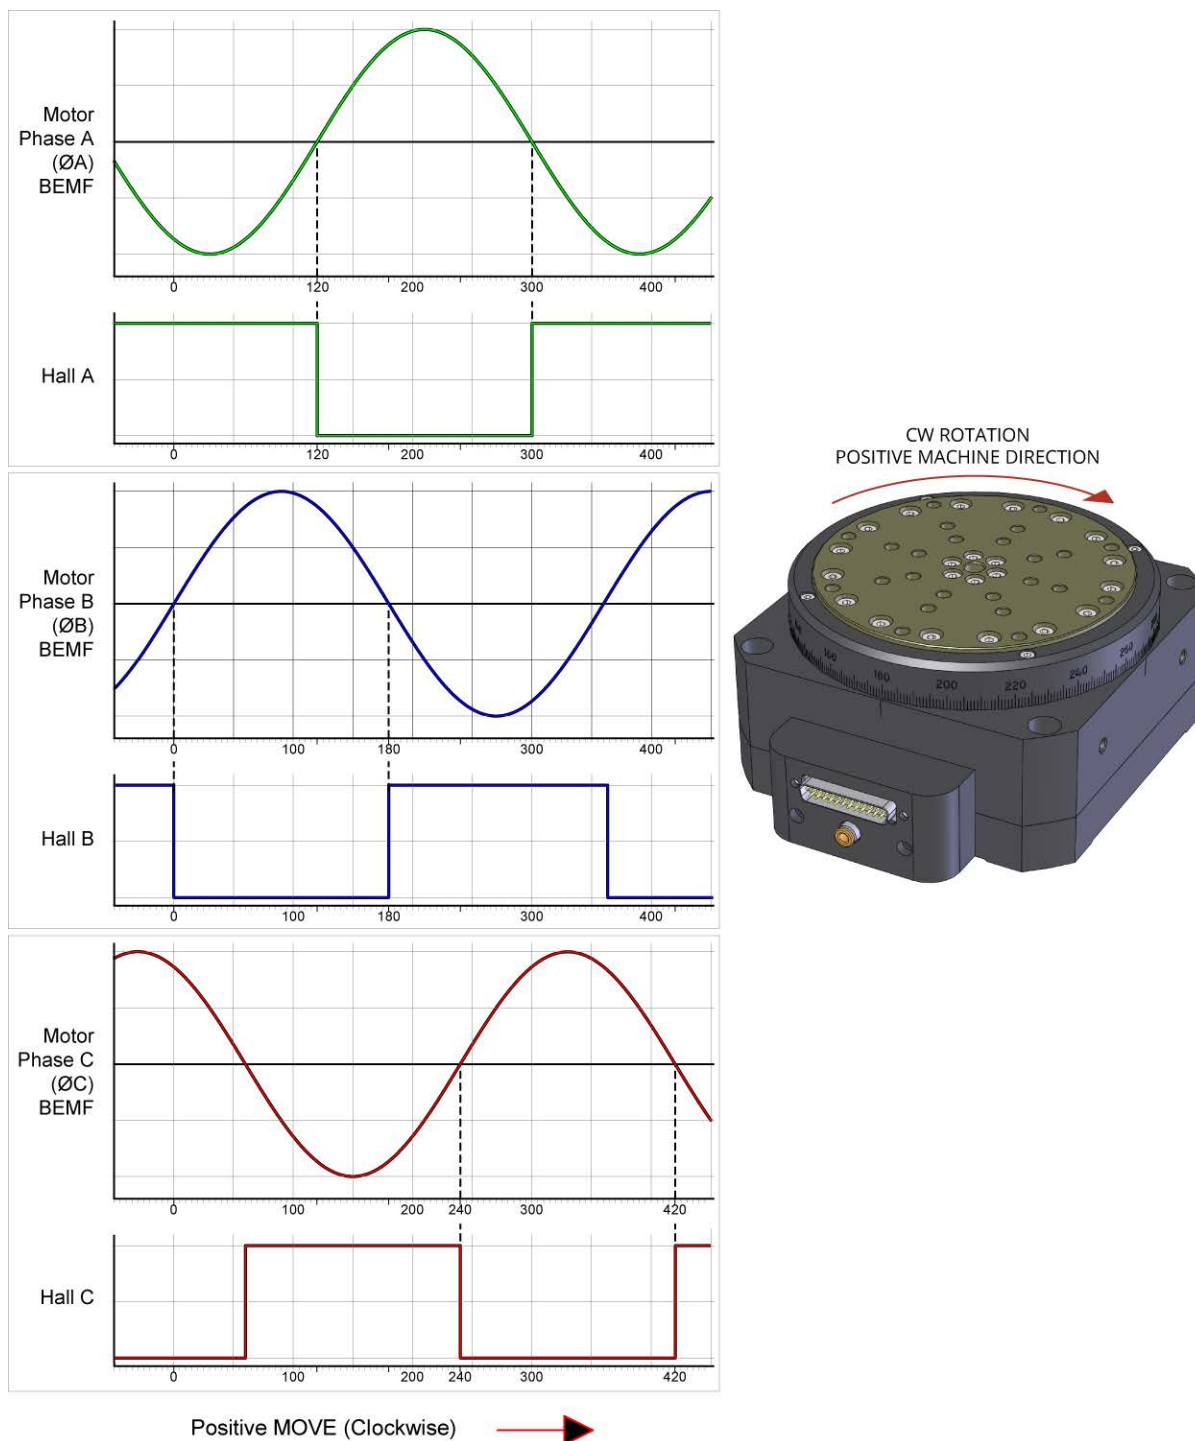 Motor
Phase A
(ØA)
BEMF
0 120 200 300 400
Hall A
0 120 200 300 400
Motor
Phase B
(ØB)
BEMF
0 100 180 300 400
Hall B
0 100 180 300 400
Motor
Phase C
(ØC)
BEMF
0 100 200 240 300 420
Hall C
0 100 200 240 300 420
Positive MOVE (Clockwise)
CW ROTATION
POSITIVE MACHINE DIRECTION
160 180 200 220 240 260